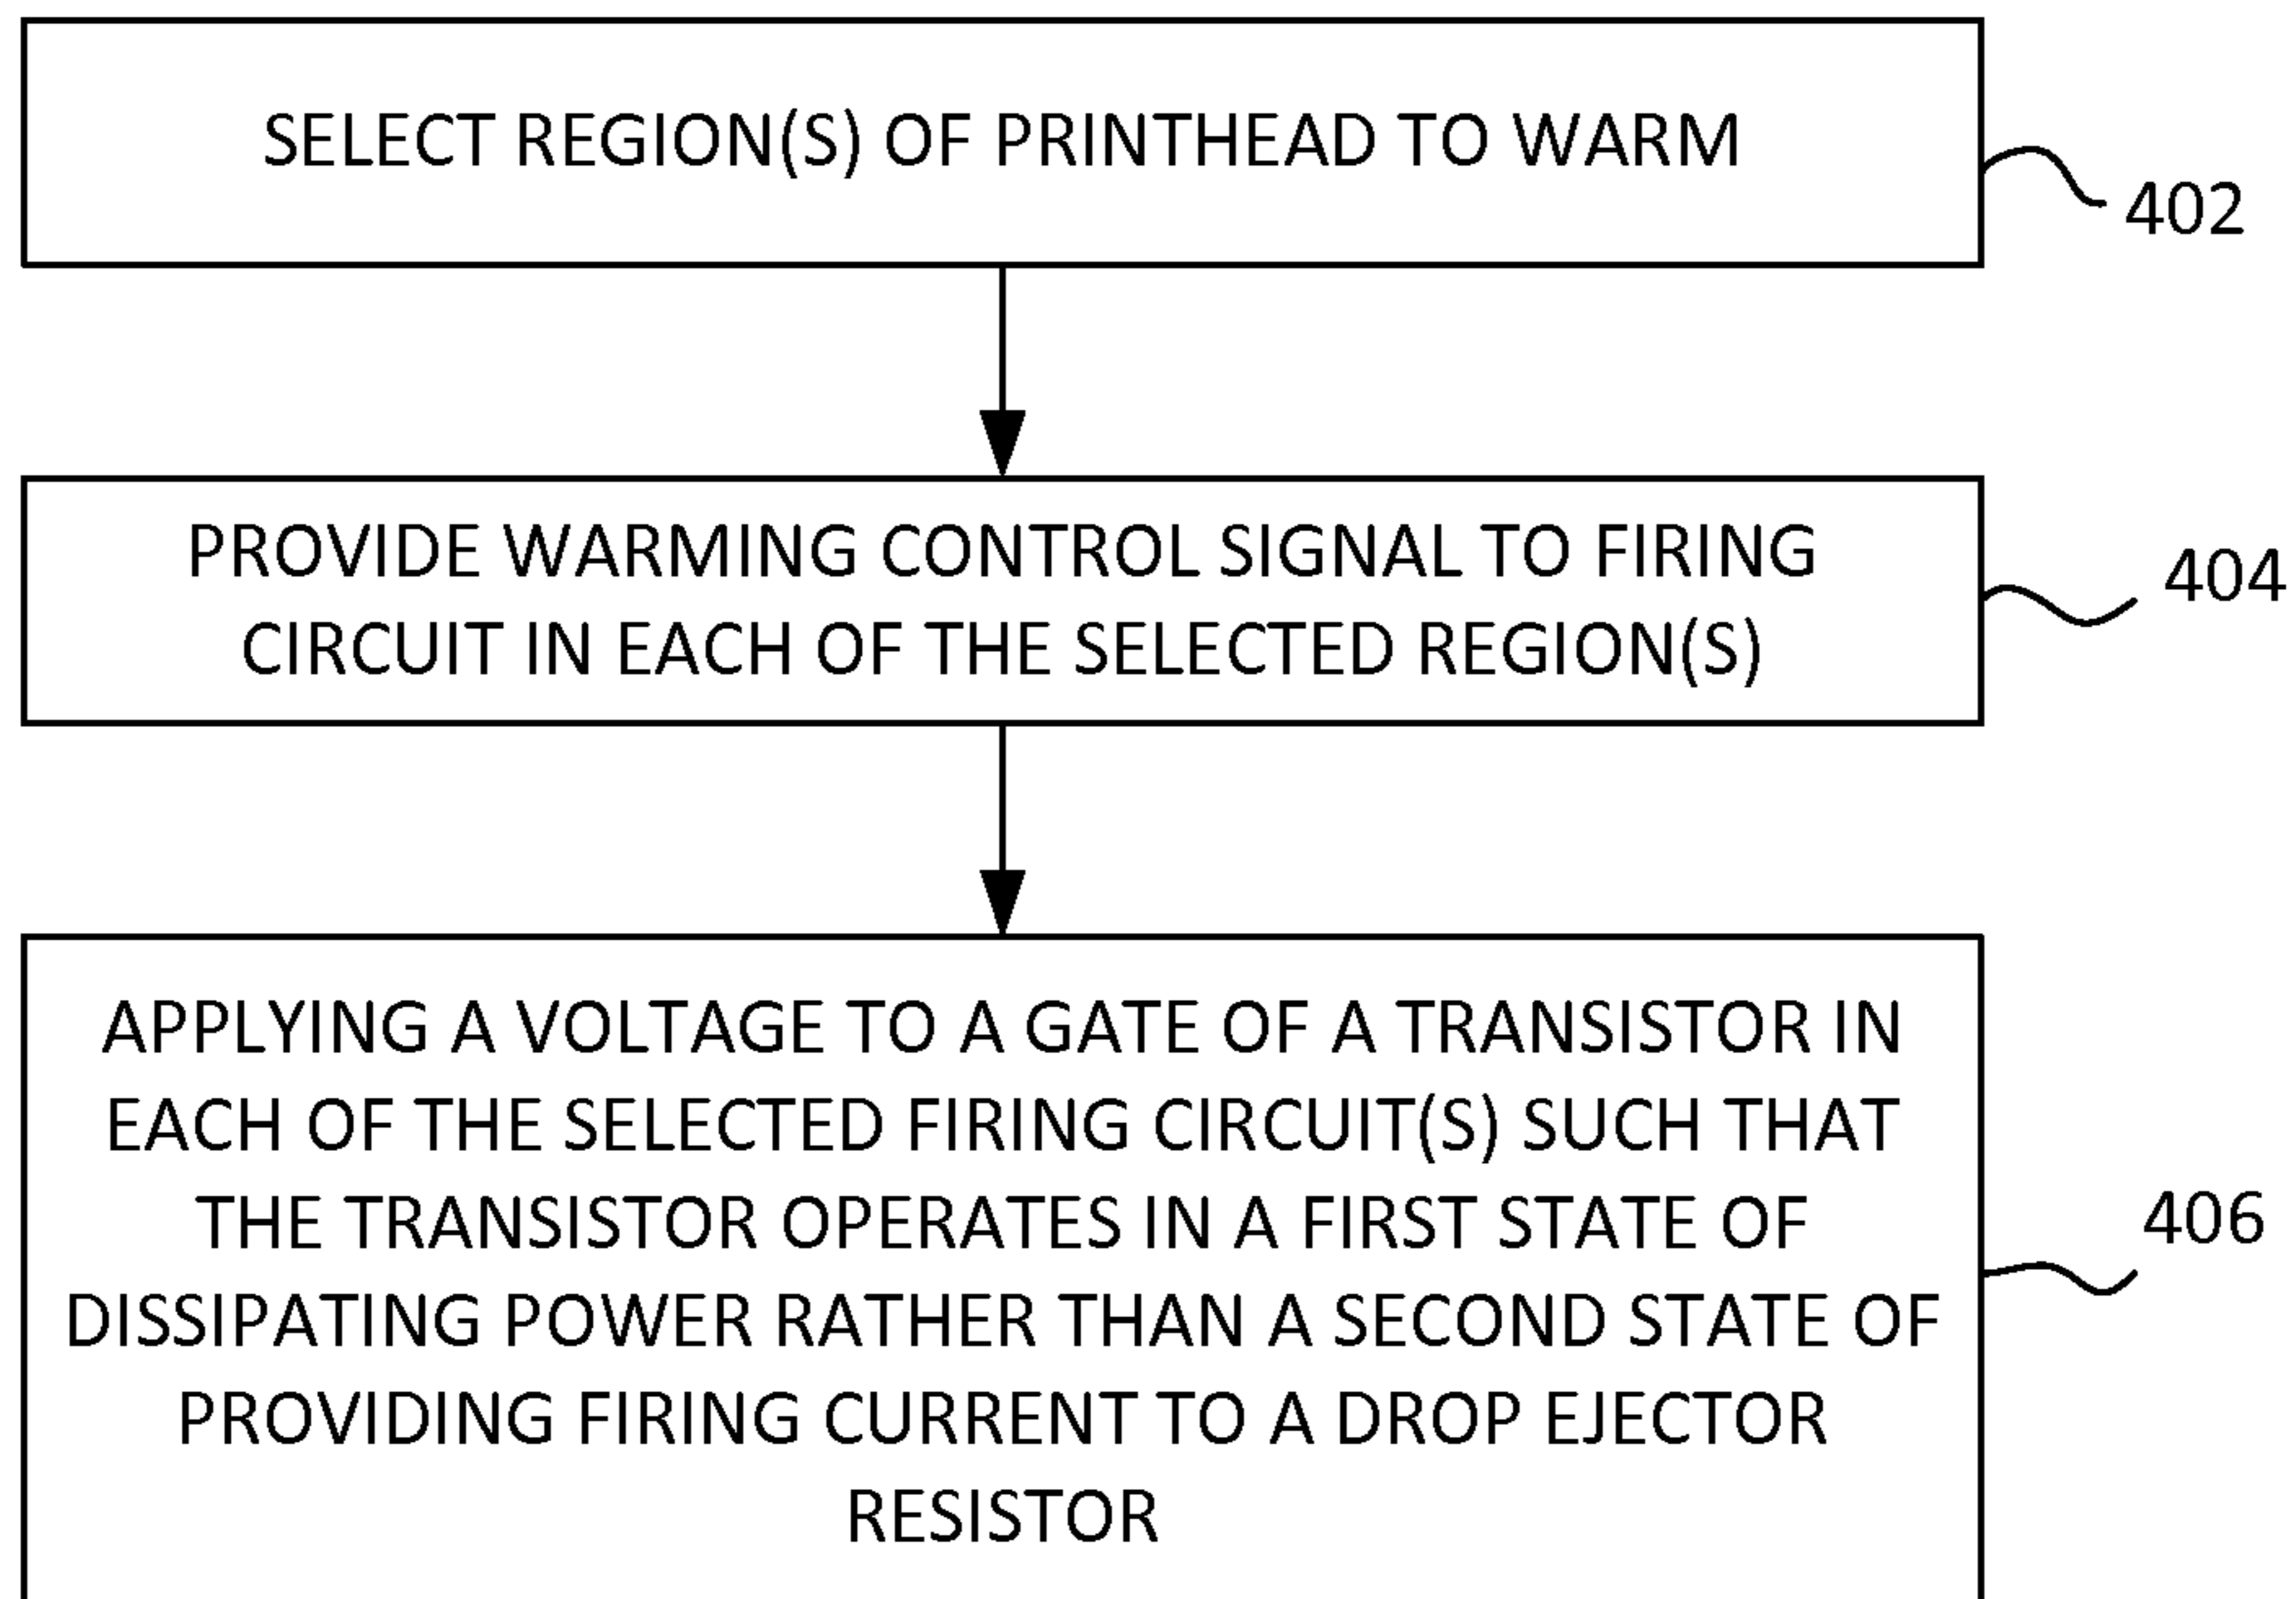 SELECT REGION(S) OF PRINTHEAD TO WARM
402
PROVIDE WARMING CONTROL SIGNAL TO FIRING
CIRCUIT IN EACH OF THE SELECTED REGION(S)
404
APPLYING A VOLTAGE TO A GATE OF A TRANSISTOR IN
EACH OF THE SELECTED FIRING CIRCUIT(S) SUCH THAT
THE TRANSISTOR OPERATES IN A FIRST STATE OF
DISSIPATING POWER RATHER THAN A SECOND STATE OF
PROVIDING FIRING CURRENT TO A DROP EJECTOR
RESISTOR
406